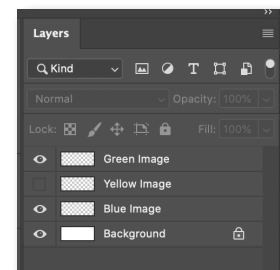 Layers
Kind
Normal Opacity: 100%
Lock: Fill: 100%
Green Image
Yellow Image
Blue Image
Background